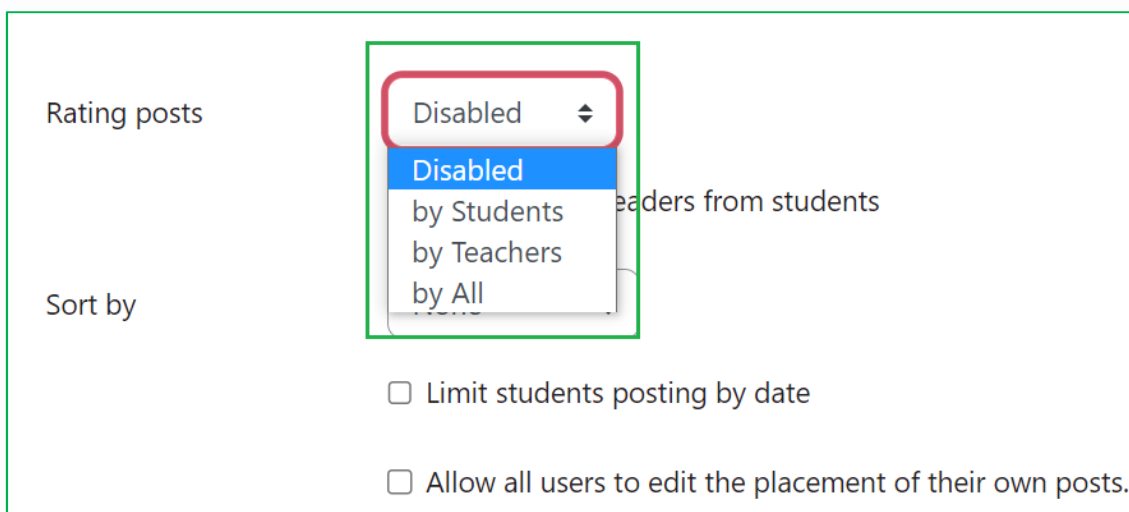 Rating posts
Disabled
Disabled
by Students
eaders from students
by Teachers
by All
Sort by
Limit students posting by date
Allow all users to edit the placement of their own posts.